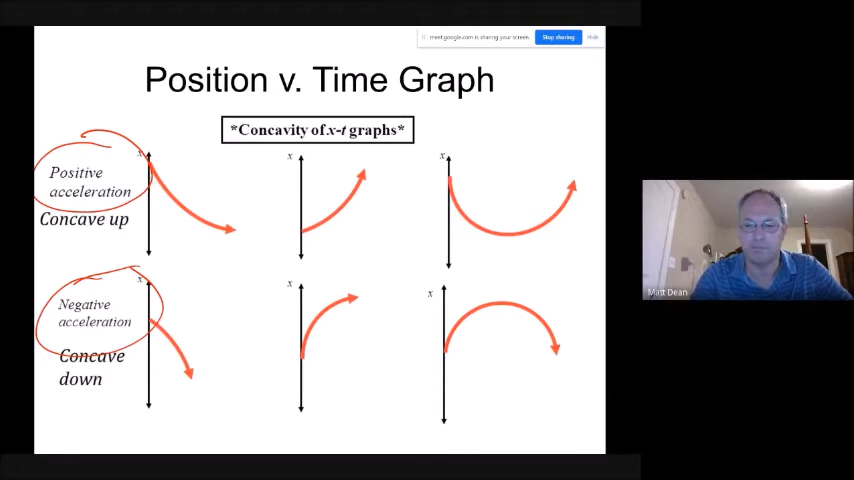 meet.google.com is sharing your screen.
Stop sharing
Hide
Position v. Time Graph
*Concavity of x-t graphs*
x
x
x
Positive
acceleration
Concave up
x
x
x
Negative
acceleration
Concave
down
Matt Dean